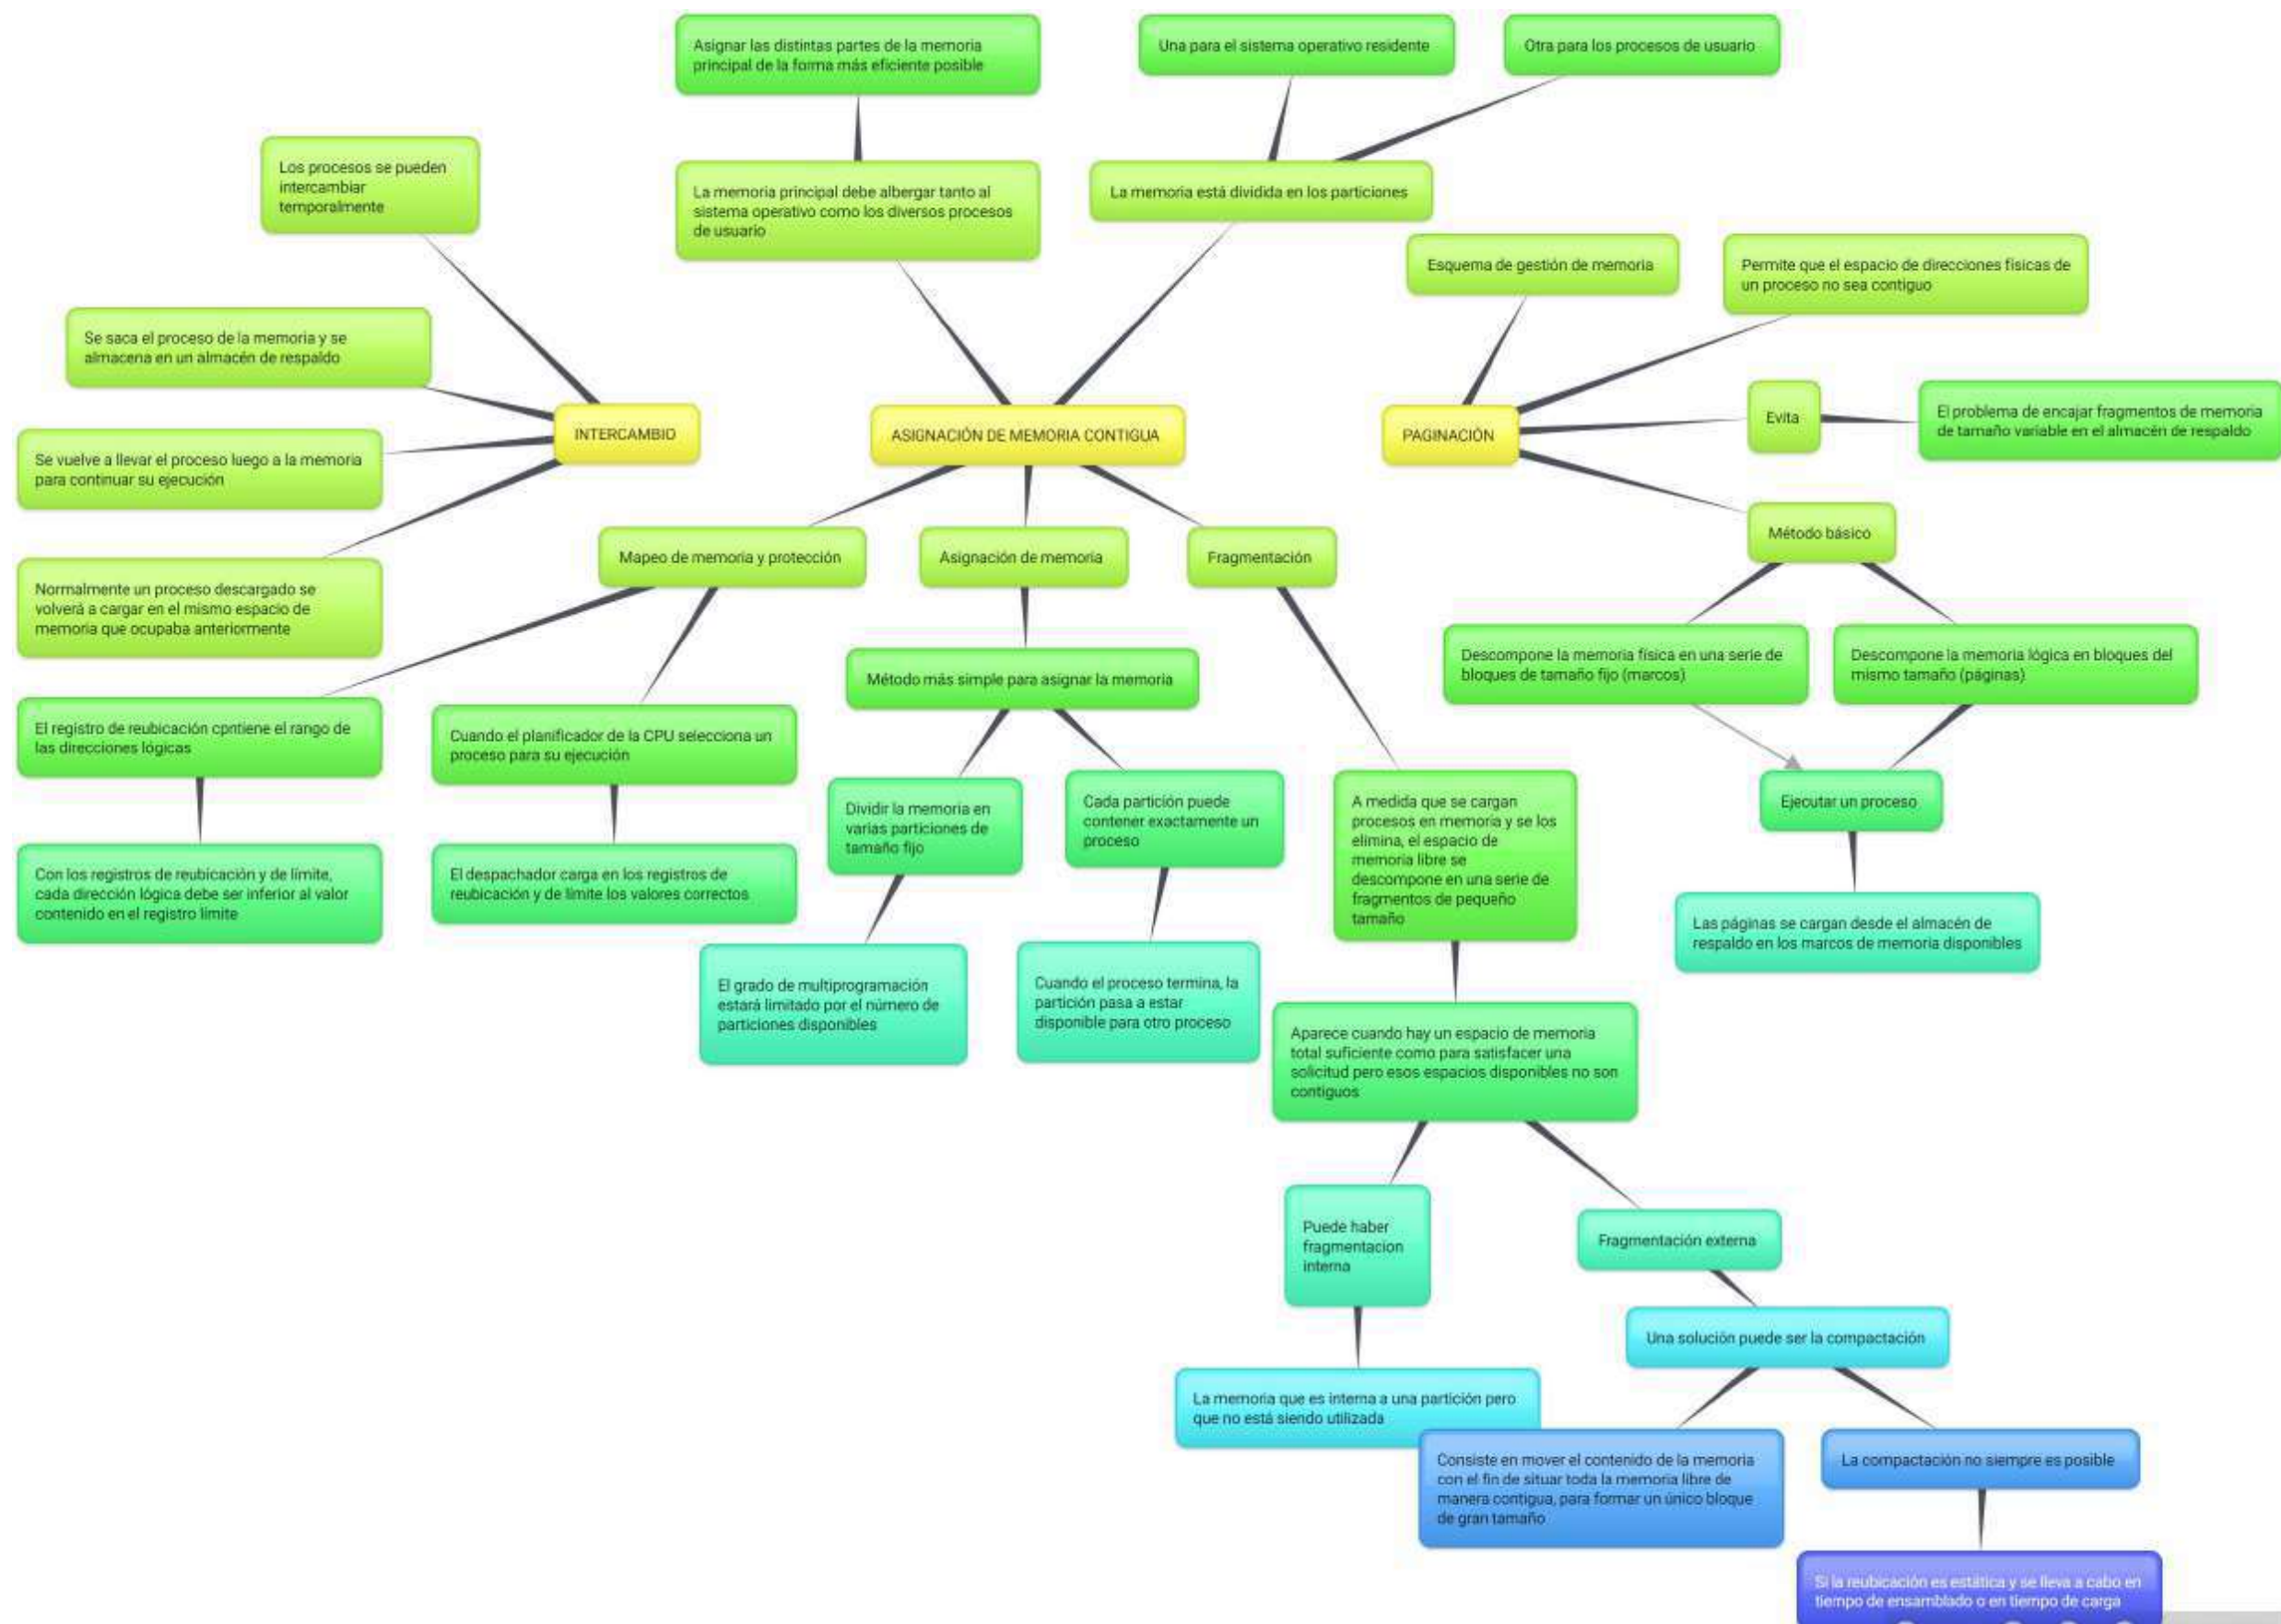 Asignar las distintas partes de la memoria
principal de la forma más eficiente posible
Una para el sistema operativo residente
Otra para los procesos de usuario
Los procesos se pueden
intercambiar
temporalmente
La memoria principal debe albergar tanto al
sistema operativo como los diversos procesos
de usuario
La memoria está dividida en los particiones
Esquema de gestión de memoria
Permite que el espacio de direcciones físicas de
un proceso no sea contiguo
Se saca el proceso de la memoria y se
almacena en un almacén de respaldo
INTERCAMBIO
ASIGNACIÓN DE MEMORIA CONTIGUA
PAGINACIÓN
Evita
El problema de encajar fragmentos de memoria
de tamaño variable en el almacén de respaldo
Se vuelve a llevar el proceso luego a la memoria
para continuar su ejecución
Normalmente un proceso descargado se
volverá a cargar en el mismo espacio de
memoria que ocupaba anteriormente
Mapeo de memoria y protección
Asignación de memoria
Fragmentación
Método básico
Descompone la memoria física en una serie de
bloques de tamaño fijo (marcos)
Descompone la memoria lógica en bloques del
mismo tamaño (páginas)
El registro de reubicación cpntiene el rango de
las direcciones lógicas
Cuando el planificador de la CPU selecciona un
proceso para su ejecución
Método más simple para asignar la memoria
Dividir la memoria en
varias particiones de
tamaño fijo
Cada partición puede
contener exactamente un
proceso
A medida que se cargan
procesos en memoria y se los
elimina, el espacio de
memoria libre se
descompone en una serie de
fragmentos de pequeño
tamaño
Ejecutar un proceso
Con los registros de reubicación y de límite,
cada dirección lógica debe ser inferior al valor
contenido en el registro límite
El despachador carga en los registros de
reubicación y de límite los valores correctos
Las páginas se cargan desde el almacén de
respaldo en los marcos de memoria disponibles
El grado de multiprogramación
estará limitado por el número de
particiones disponibles
Cuando el proceso termina, la
partición pasa a estar
disponible para otro proceso
Aparece cuando hay un espacio de memoria
total suficiente como para satisfacer una
solicitud pero esos espacios disponibles no son
contiguos
Puede haber
fragmentacion
interna
Fragmentación externa
Una solución puede ser la compactación
La memoria que es interna a una partición pero
que no está siendo utilizada
Consiste en mover el contenido de la memoria
con el fin de situar toda la memoria libre de
manera contigua, para formar un único bloque
de gran tamaño
La compactación no siempre es posible
Si la reubicación es estática y se lleva a cabo en
tiempo de ensamblado o en tiempo de carga